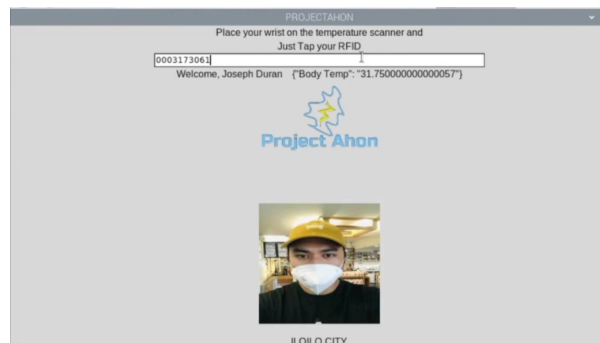 PROJECTAHON
Place your wrist on the temperature scanner and
Just Tap your RFID
0003173061
Welcome, Joseph Duran {"Body Temp": "31.750000000000057"}
Project Ahon
ILOILO CITY